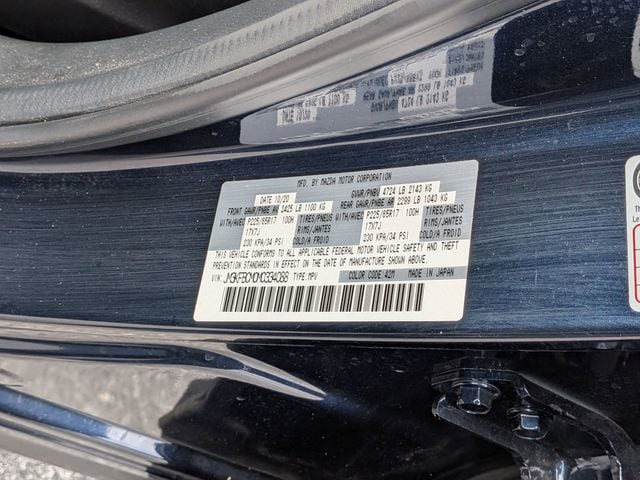 MFD. BY MAZDA MOTOR CORPORATION
DATE 10/20 GVWR/PNBV 4724 LB 2143 KG
FRONT GAWR/PNBE AV 2425 LB 1100 KG REAR GAWR/PNBE AR 2299 LB 1043 KG
WITH/AVEC P225/65R17 100H TIRES/PNEUS WITH/AVEC P225/65R17 100H TIRES/PNEUS
17X7J RIMS/JANTES 17X7J RIMS/JANTES
230 KPA/34 PSI COLD/A FROID 230 KPA/34 PSI COLD/A FROID
THIS VEHICLE CONFORMS TO ALL APPLICABLE FEDERAL MOTOR VEHICLE SAFETY AND THEFT
PREVENTION STANDARDS IN EFFECT ON THE DATE OF MANUFACTURE SHOWN ABOVE.
VIN: TYPE MPV COLOR CODE 42M MADE IN JAPAN